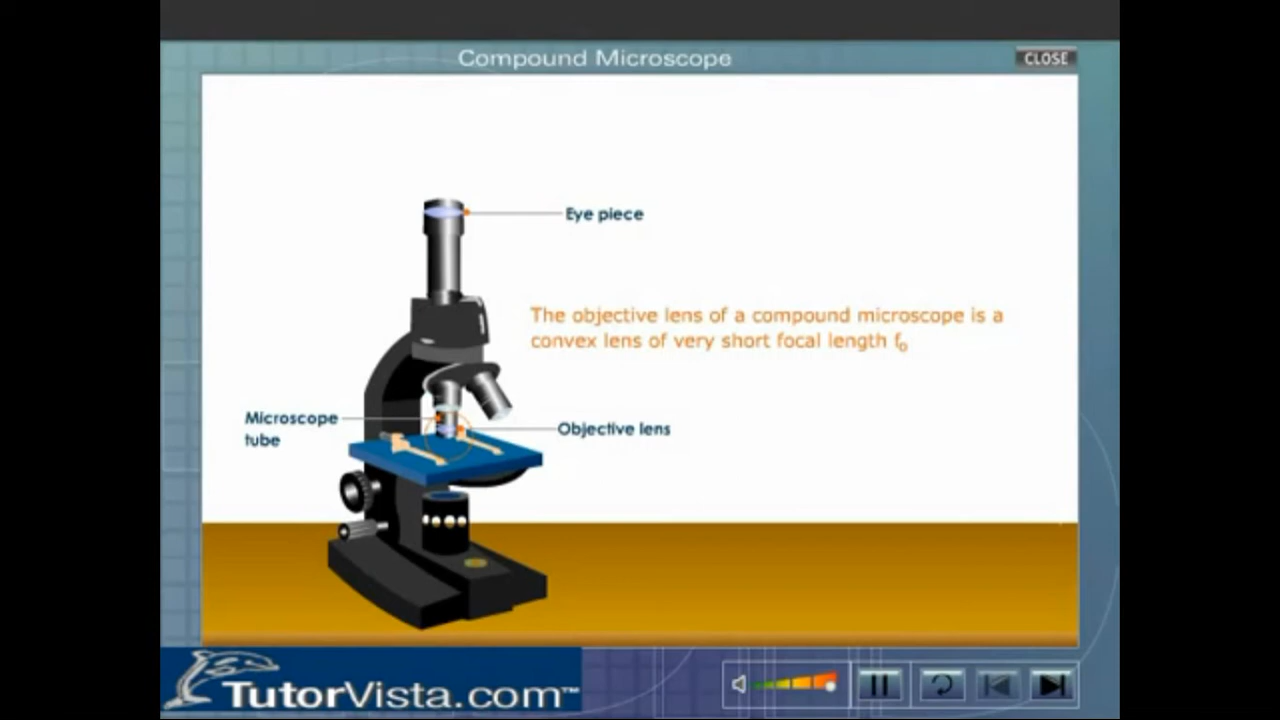 Compound Microscope
CLOSE
Eye piece
The objective lens of a compound microscope is a
convex lens of very short focal length f₀
Microscope
tube
Objective lens
TutorVista.com™